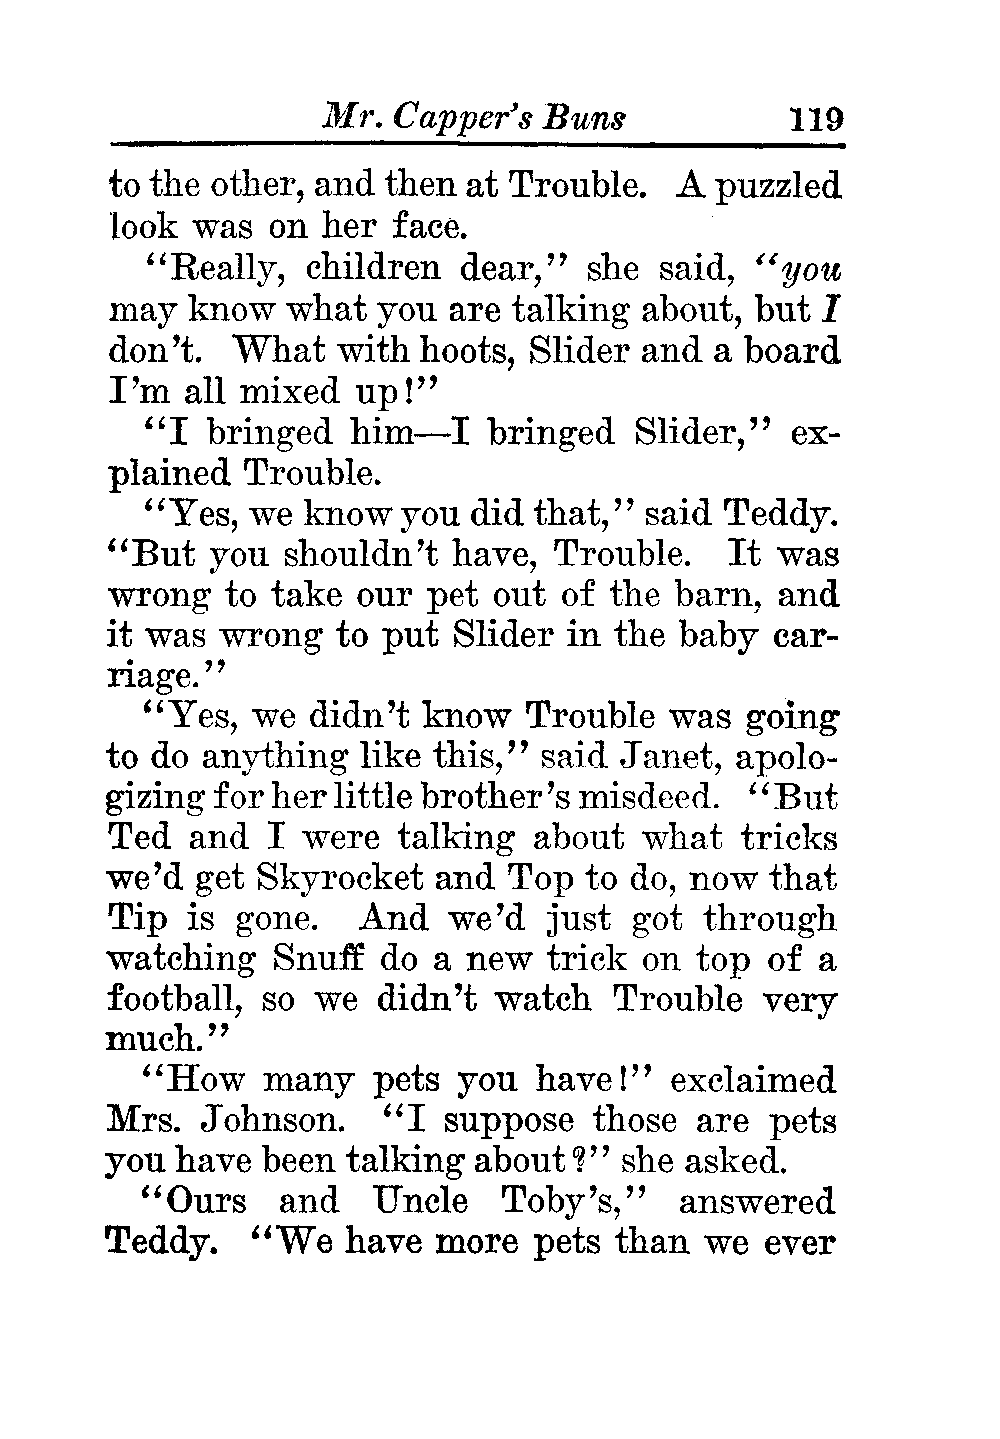 Mr. Capper's Buns 119
to the other, and then at Trouble. A puzzled
look was on her face.
"Really, children dear," she said, "you
may know what you are talking about, but I
don't. What with hoots, Slider and a board
I'm all mixed up!"
"I bringed him—I bringed Slider," ex-
plained Trouble.
"Yes, we know you did that," said Teddy.
"But you shouldn't have, Trouble. It was
wrong to take our pet out of the barn, and
it was wrong to put Slider in the baby car-
riage."
"Yes, we didn't know Trouble was going
to do anything like this," said Janet, apolo-
gizing for her little brother's misdeed. "But
Ted and I were talking about what tricks
we'd get Skyrocket and Top to do, now that
Tip is gone. And we'd just got through
watching Snuff do a new trick on top of a
football, so we didn't watch Trouble very
much."
"How many pets you have!" exclaimed
Mrs. Johnson. "I suppose those are pets
you have been talking about?" she asked.
"Ours and Uncle Toby's," answered
Teddy. "We have more pets than we ever